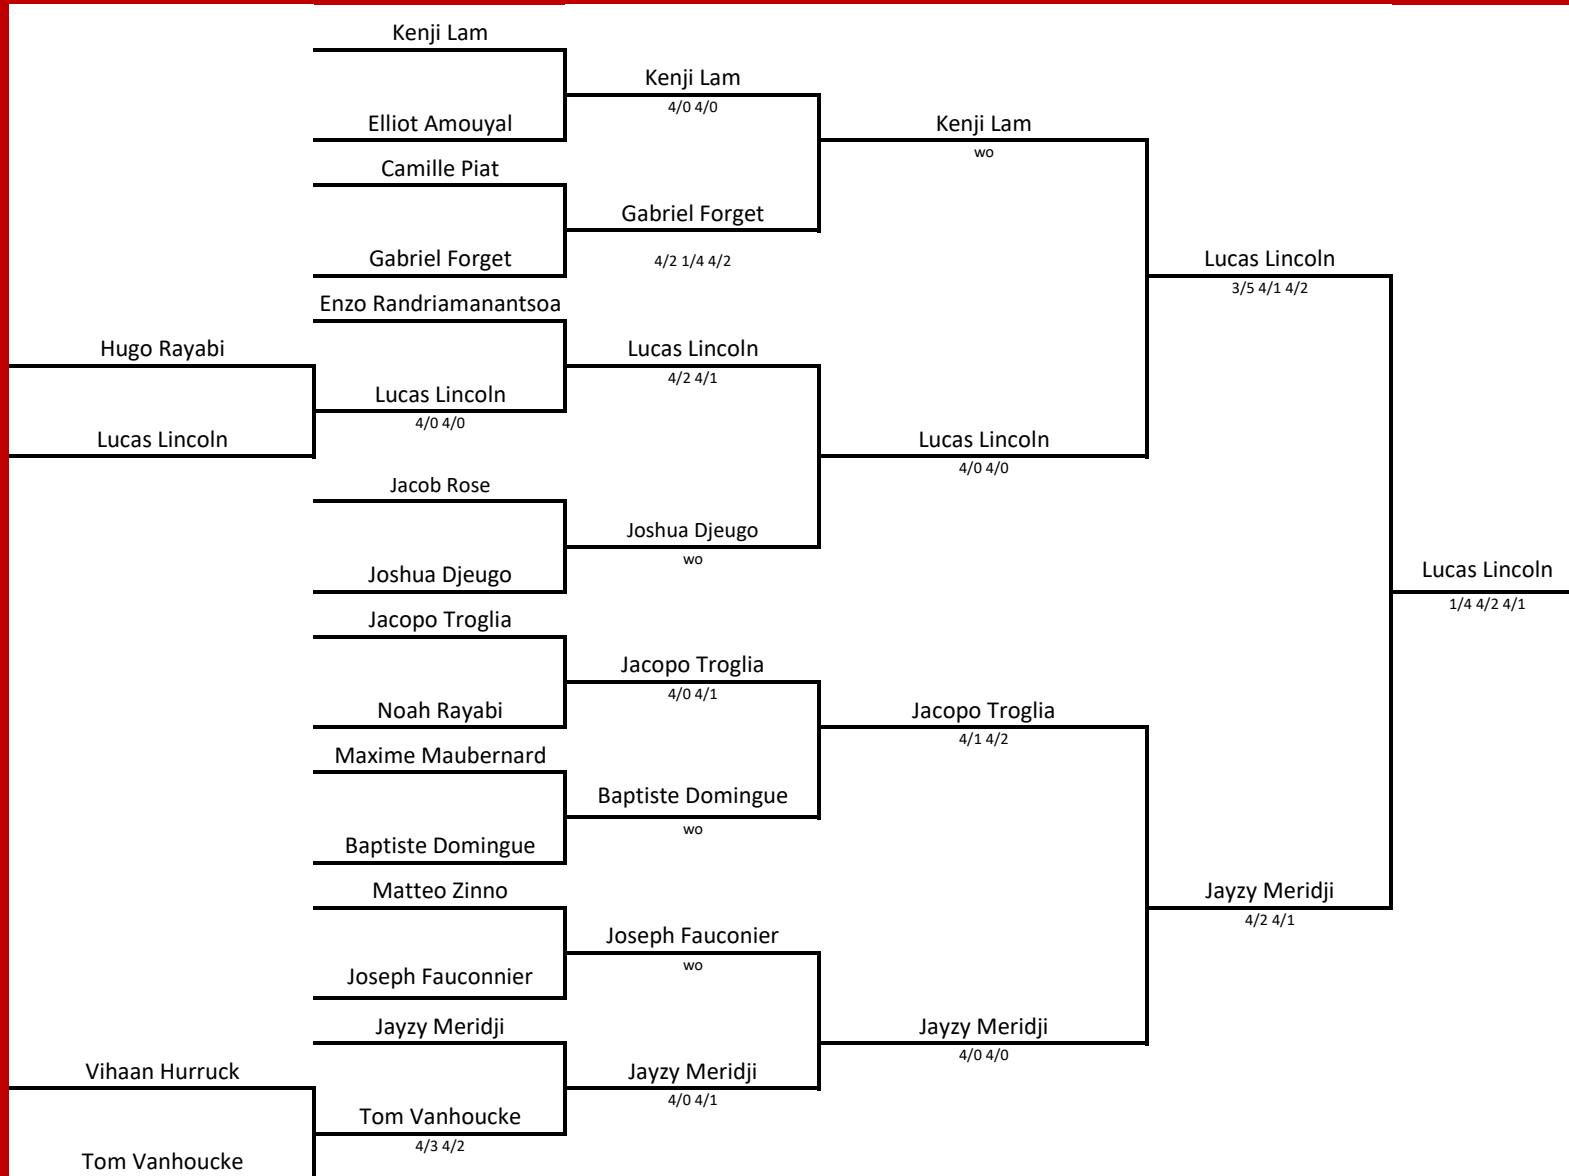 Kenji Lam
Kenji Lam
4/0 4/0
Elliot Amouyal
Kenji Lam
wo
Camille Piat
Gabriel Forget
Gabriel Forget
4/2 1/4 4/2
Lucas Lincoln
3/5 4/1 4/2
Enzo Randriamanantsoa
Hugo Rayabi
Lucas Lincoln
4/2 4/1
Lucas Lincoln
4/0 4/0
Lucas Lincoln
Lucas Lincoln
4/0 4/0
Jacob Rose
Joshua Djeugo
wo
Joshua Djeugo
Lucas Lincoln
1/4 4/2 4/1
Jacopo Troglia
Jacopo Troglia
4/0 4/1
Noah Rayabi
Jacopo Troglia
4/1 4/2
Maxime Maubernard
Baptiste Domingue
wo
Baptiste Domingue
Matteo Zinno
Jayzy Meridji
4/2 4/1
Joseph Fauconier
wo
Joseph Fauconnier
Jayzy Meridji
Jayzy Meridji
4/0 4/0
Vihaan Hurruck
Jayzy Meridji
4/0 4/1
Tom Vanhoucke
4/3 4/2
Tom Vanhoucke